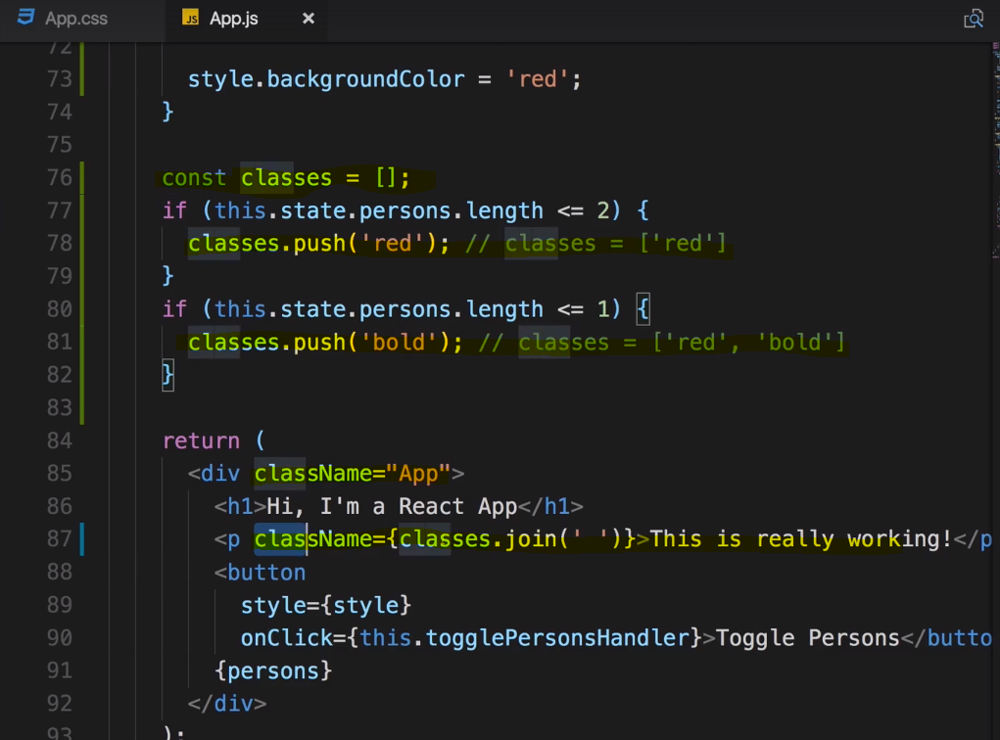 App.css
JS App.js ×
72
73 style.backgroundColor = 'red';
74 }
75
76 const classes = [];
77 if (this.state.persons.length <= 2) {
78 classes.push('red'); // classes = ['red']
79 }
80 if (this.state.persons.length <= 1) {
81 classes.push('bold'); // classes = ['red', 'bold']
82 }
83
84 return (
85 <div className="App">
86 <h1>Hi, I'm a React App</h1>
87 <p className={classes.join(' ')}>This is really working!</p
88 <button
89 style={style}
90 onClick={this.togglePersonsHandler}>Toggle Persons</butto
91 {persons}
92 </div>
93 );